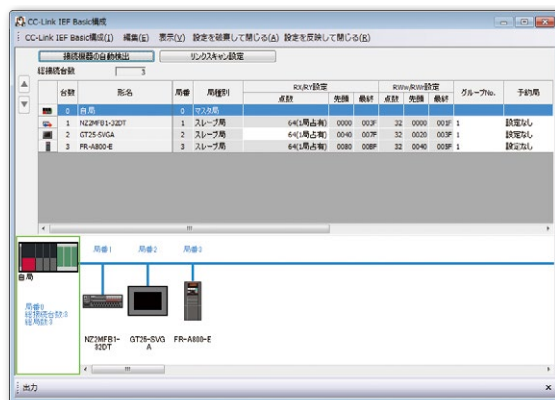 CC-Link IEF Basic構成
CC-Link IEF Basic構成(I) 編集(E) 表示(V) 設定を破棄して閉じる(A) 設定を反映して閉じる(R)
接続機器の自動検出 リンクスキャン設定
総接続台数 3
台数 形名 局番 局種別 RX/RY設定 RWw/RWr設定 グループNo. 予約局
点数 先頭 最終 点数 先頭 最終
0 自局 0 マスタ局
1 NZ2MFB1-32DT 1 スレーブ局 64(1局占有) 0000 003F 32 0000 001F 1 設定なし
2 GT25-SVGA 2 スレーブ局 64(1局占有) 0040 007F 32 0020 003F 1 設定なし
3 FR-A800-E 3 スレーブ局 64(1局占有) 0080 00BF 32 0040 005F 1 設定なし
局番1 局番2 局番3
自局
局番0
総接続台数:3
総局数:3
NZ2MFB1-
32DT
GT25-SVG
A
FR-A800-E
出力